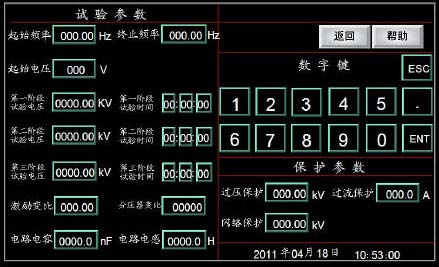 试验参数
起始频率 000.00 Hz 终止频率 000.00 Hz
起始电压 000 V
第一阶段试验电压 0000.00 KV 第一阶段试验时间 00:00:00
第二阶段试验电压 0000.00 kV 第二阶段试验时间 00:00:00
第三阶段试验电压 0000.00 kV 第三阶段试验时间 00:00:00
激励变比 000.00 分压器变比 00000
电路电容 0000.0 nF 电路电感 0000.0 H
返回 帮助
数字键 ESC
1 2 3 4 5 .
6 7 8 9 0 ENT
保护参数
过压保护 000.00 kV 过流保护 000.0 A
闪络保护 000.00 kV
2011年04月18日 10:53:00